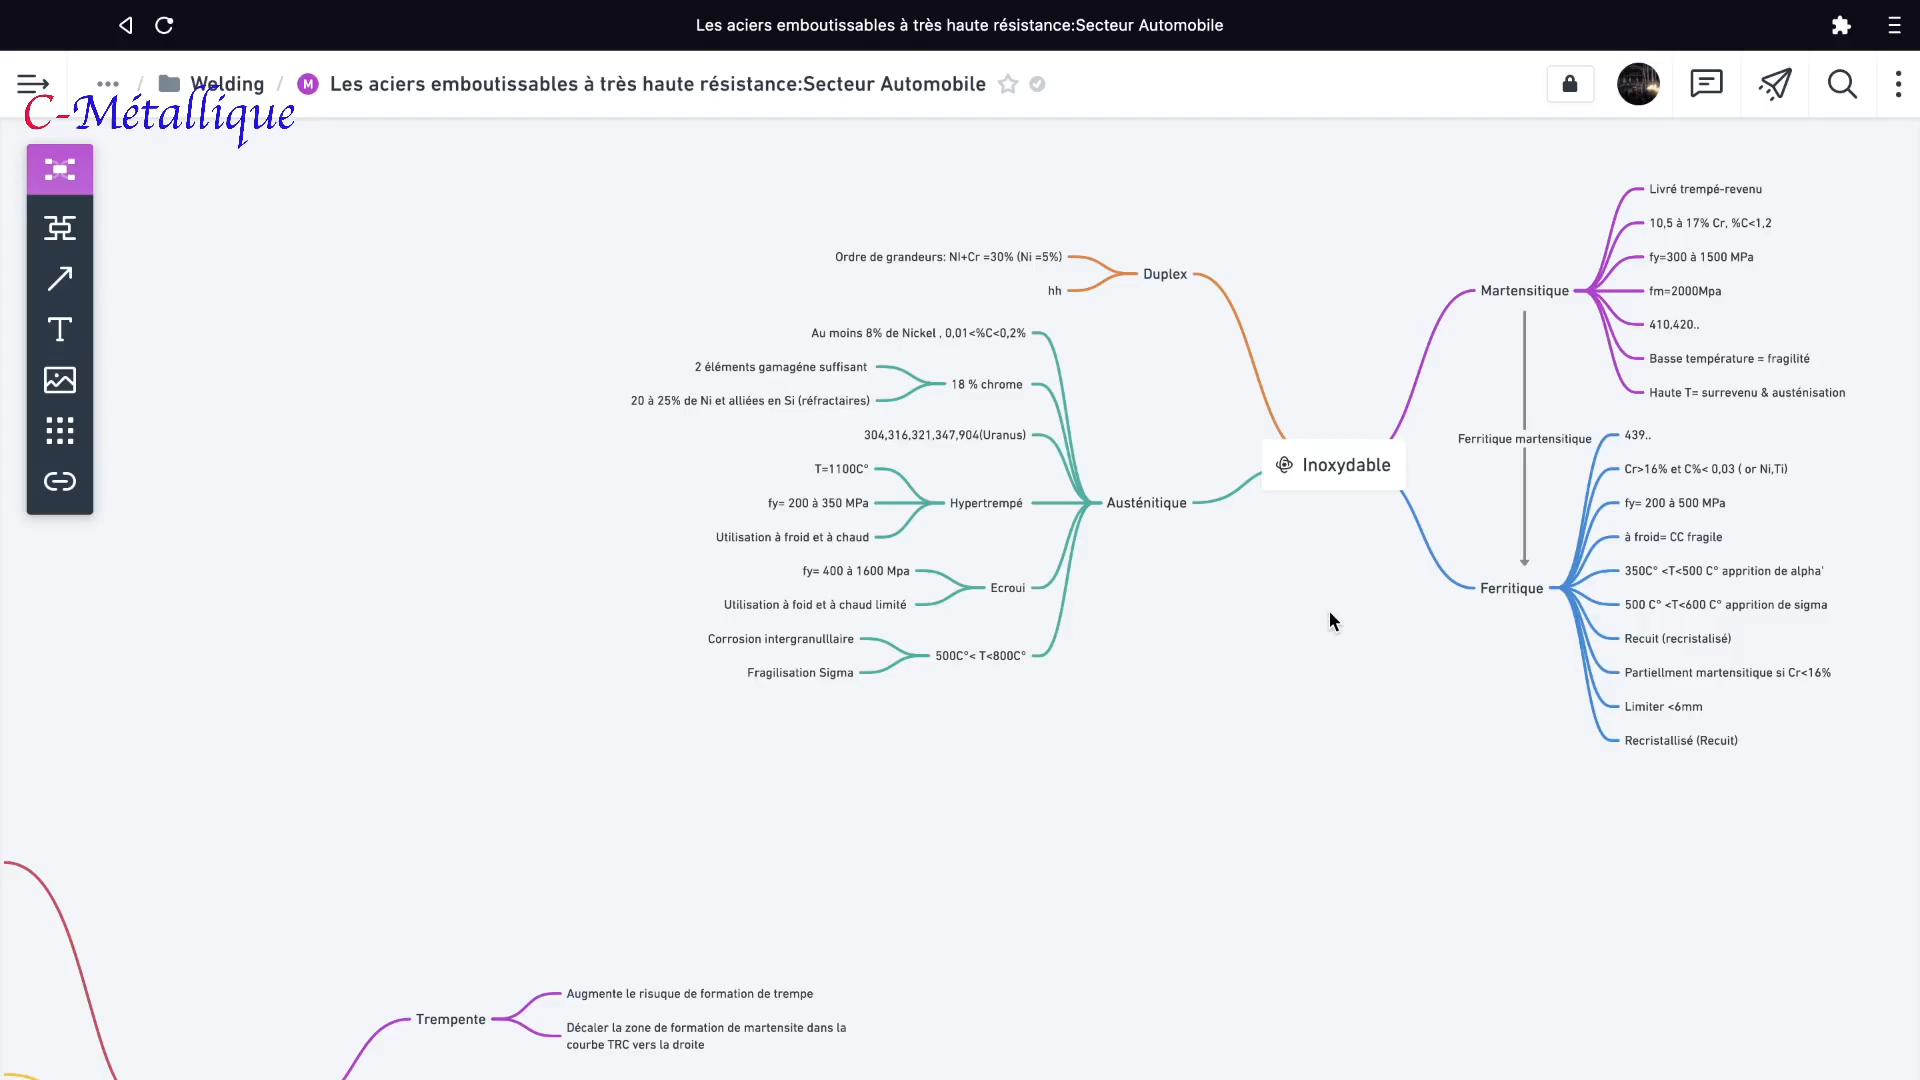 Les aciers emboutissables à très haute résistance:Secteur Automobile
Welding / M Les aciers emboutissables à très haute résistance:Secteur Automobile
C-Métallique
T
Ordre de grandeurs: NI+Cr =30% (Ni =5%)
hh
Duplex
Au moins 8% de Nickel , 0,01<%C<0,2%
2 éléments gamagéne suffisant
20 à 25% de Ni et alliées en Si (réfractaires)
18 % chrome
304,316,321,347,904(Uranus)
T=1100C°
fy= 200 à 350 MPa
Utilisation à froid et à chaud
Hypertrempé
fy= 400 à 1600 Mpa
Utilisation à foid et à chaud limité
Ecroui
Corrosion intergranulllaire
Fragilisation Sigma
500C°< T<800C°
Austénitique
Inoxydable
Martensitique
Livré trempé-revenu
10,5 à 17% Cr, %C<1,2
fy=300 à 1500 MPa
fm=2000Mpa
410,420..
Basse température = fragilité
Haute T= surrevenu & austénisation
Ferritique martensitique
Ferritique
439..
Cr>16% et C%< 0,03 ( or Ni,Ti)
fy= 200 à 500 MPa
à froid= CC fragile
350C° <T<500 C° apprition de alpha'
500 C° <T<600 C° apprition de sigma
Recuit (recristalisé)
Partiellment martensitique si Cr<16%
Limiter <6mm
Recristallisé (Recuit)
Trempente
Augmente le risuque de formation de trempe
Décaler la zone de formation de martensite dans la
courbe TRC vers la droite